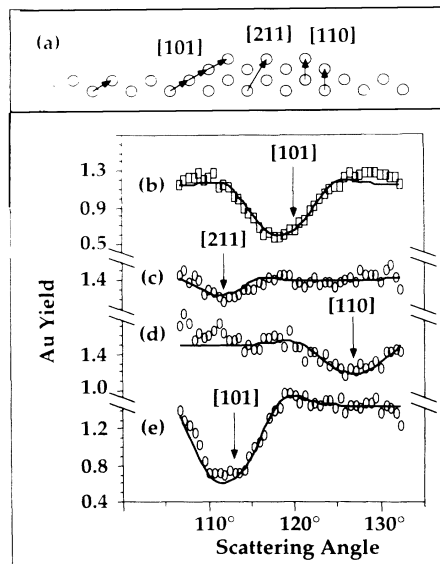 (a)
[101]
[211]
[110]
1.3
0.9
0.5
1.4
1.4
1.0
1.2
0.8
0.4
Au Yield
(b)
[101]
[211]
(c)
(d)
[110]
[101]
(e)
110°
120°
130°
Scattering Angle